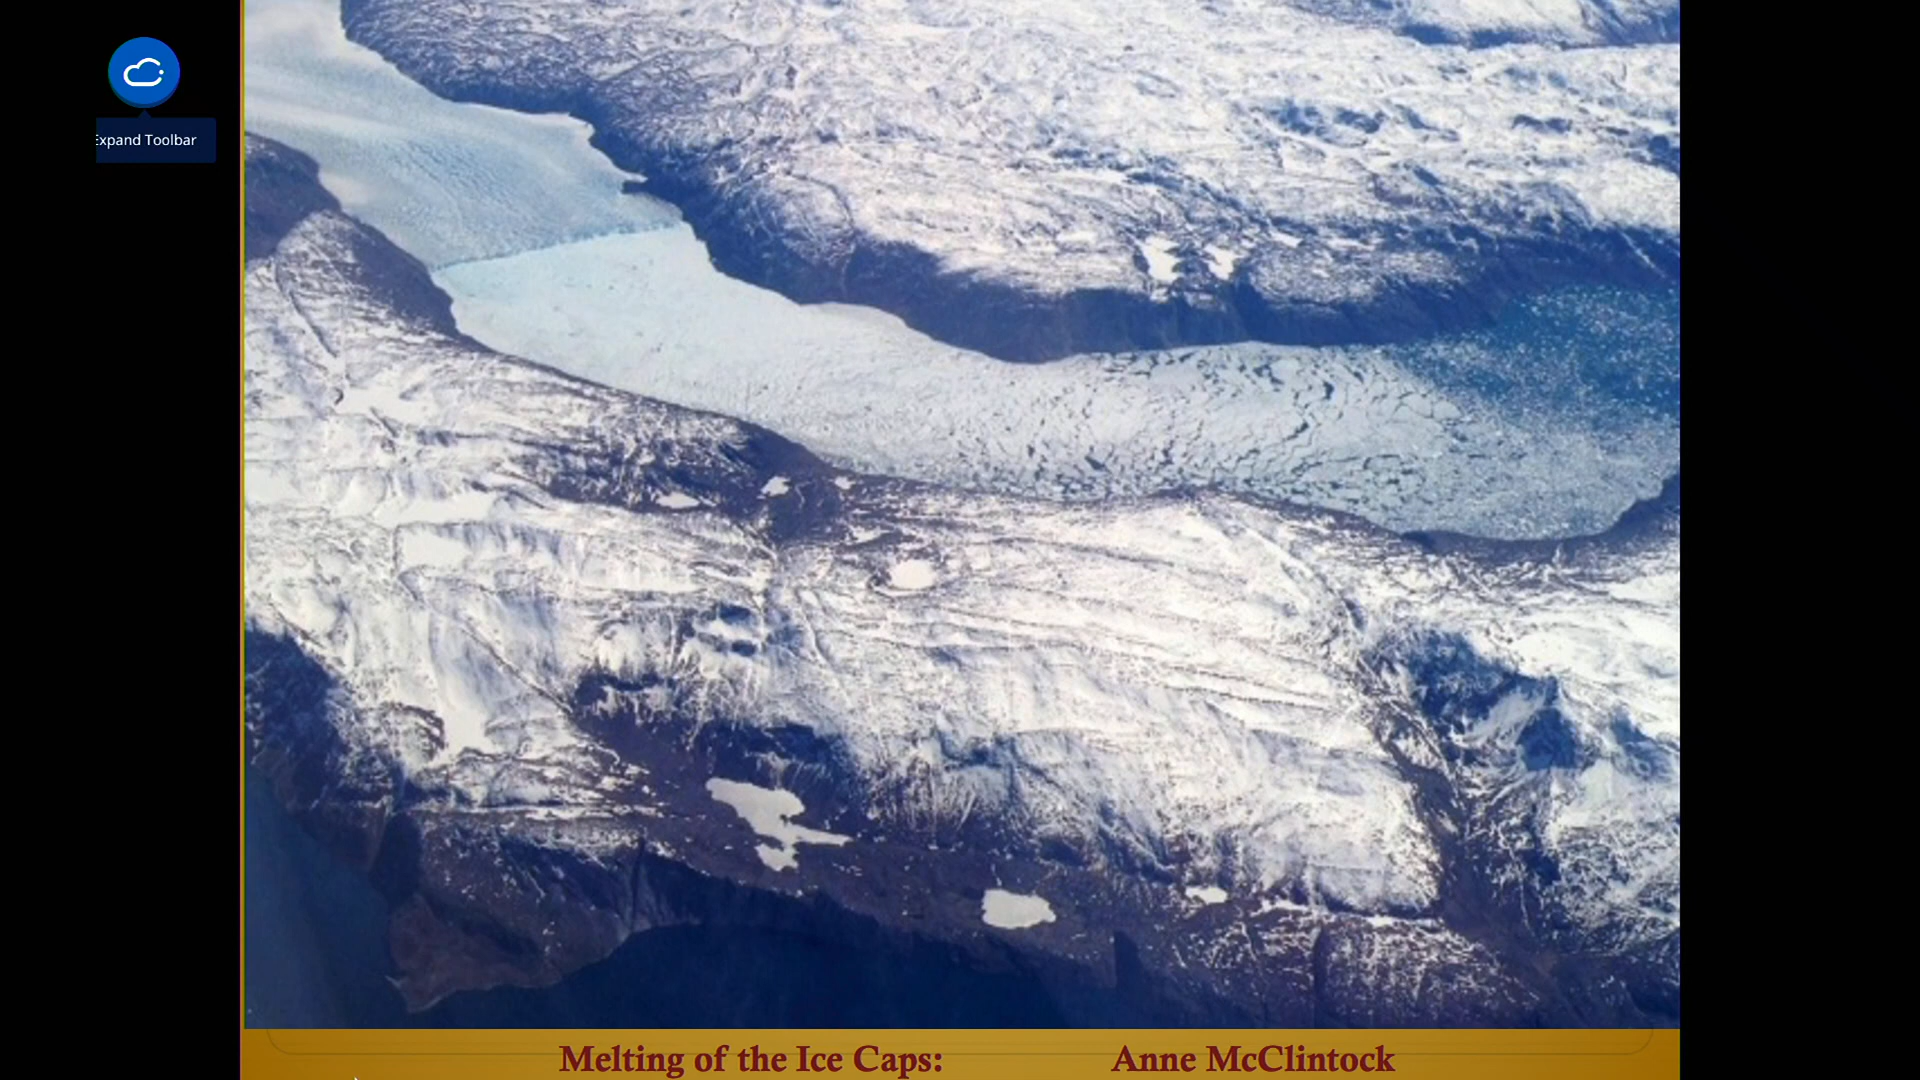 Expand Toolbar
Melting of the Ice Caps: Anne McClintock